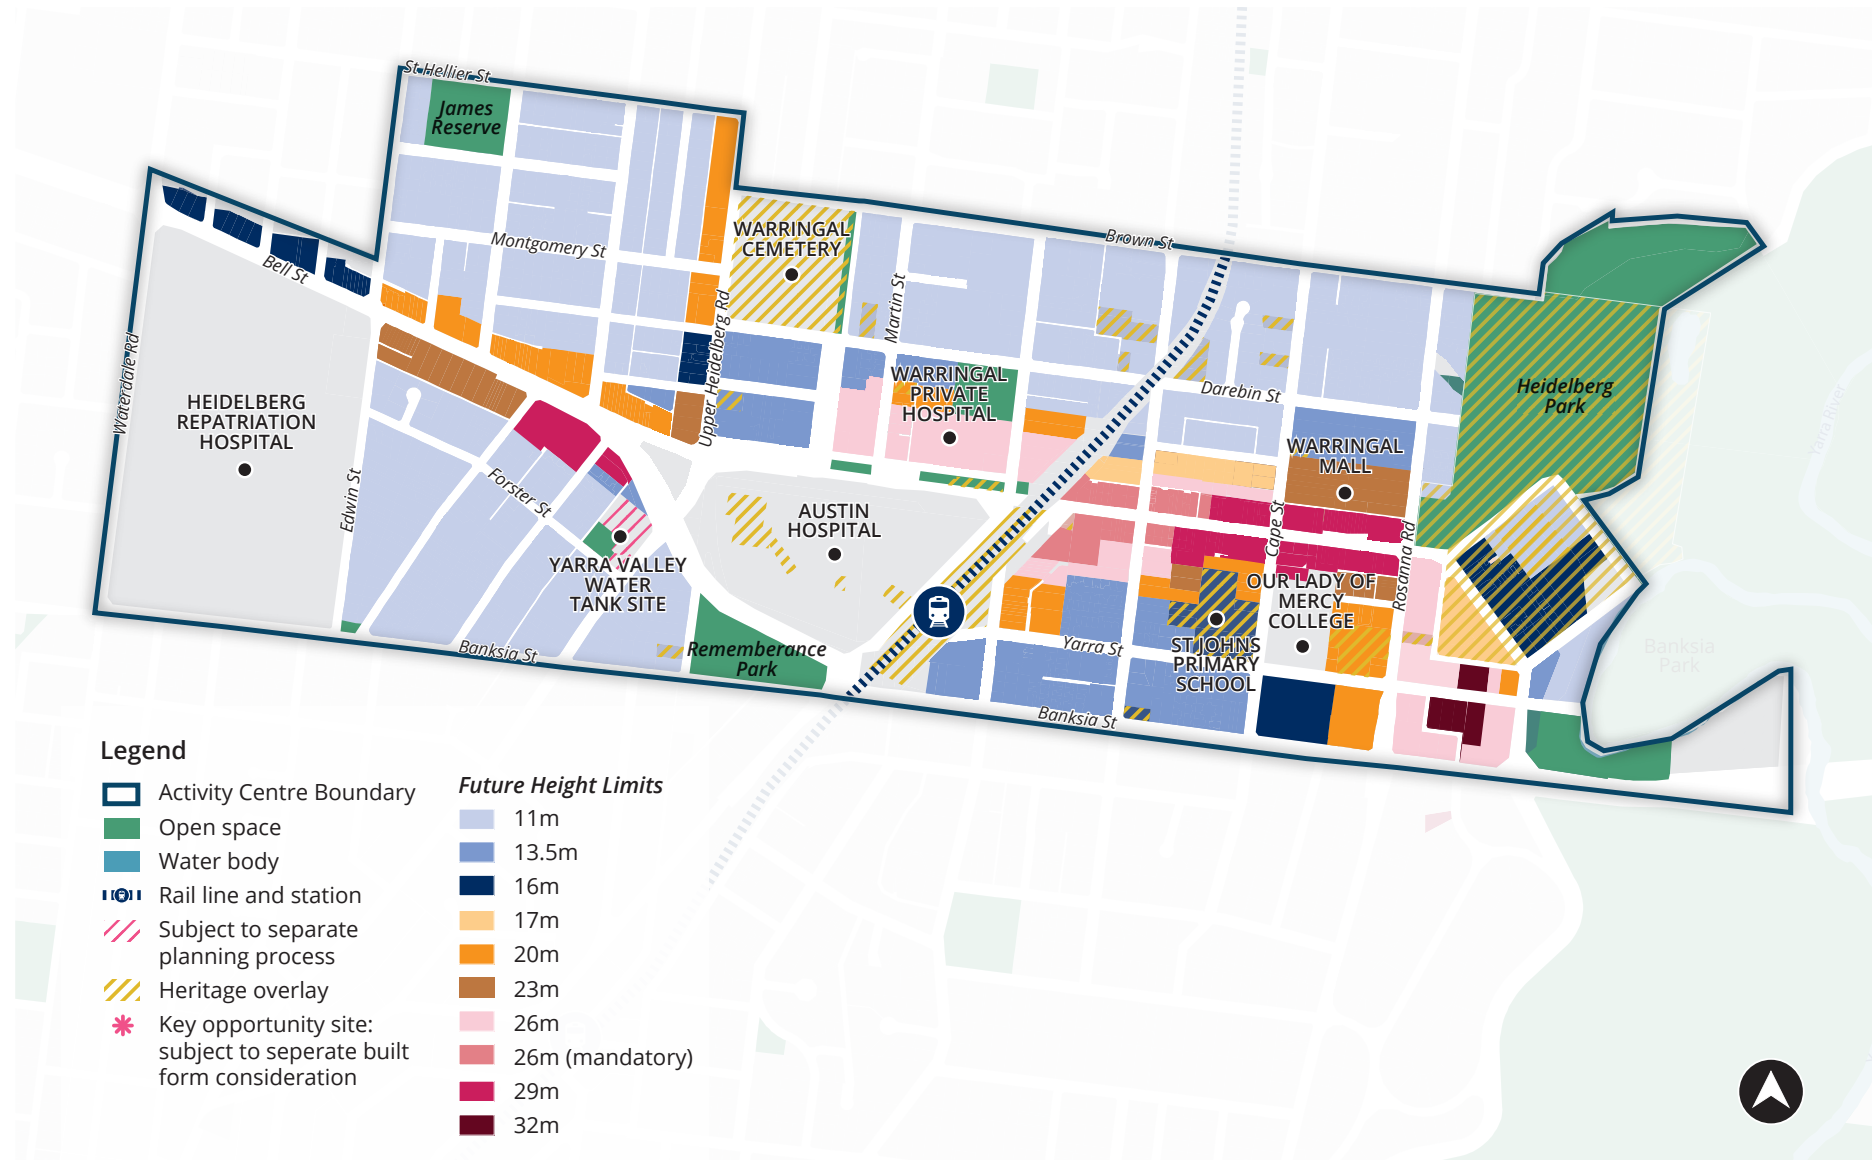 St Hellier St
James
Reserve
WARRINGAL
CEMETERY
Montgomery St
Brown St
Bell St
Martin St
Upper Heidelberg Rd
Waterdale Rd
WARRINGAL
PRIVATE
HOSPITAL
Darebin St
Heidelberg
Park
Yarra River
HEIDELBERG
REPATRIATION
HOSPITAL
WARRINGAL
MALL
Edwin St
Forster St
AUSTIN
HOSPITAL
Cape St
Rosanna Rd
YARRA VALLEY
WATER
TANK SITE
OUR LADY OF
MERCY
COLLEGE
Banksia St
Rememberance
Park
Yarra St
ST JOHNS
PRIMARY
SCHOOL
Banksia
Park
Banksia St
Legend
Activity Centre Boundary
Open space
Water body
Rail line and station
Subject to separate
planning process
Heritage overlay
Key opportunity site:
subject to seperate built
form consideration
Future Height Limits
11m
13.5m
16m
17m
20m
23m
26m
26m (mandatory)
29m
32m